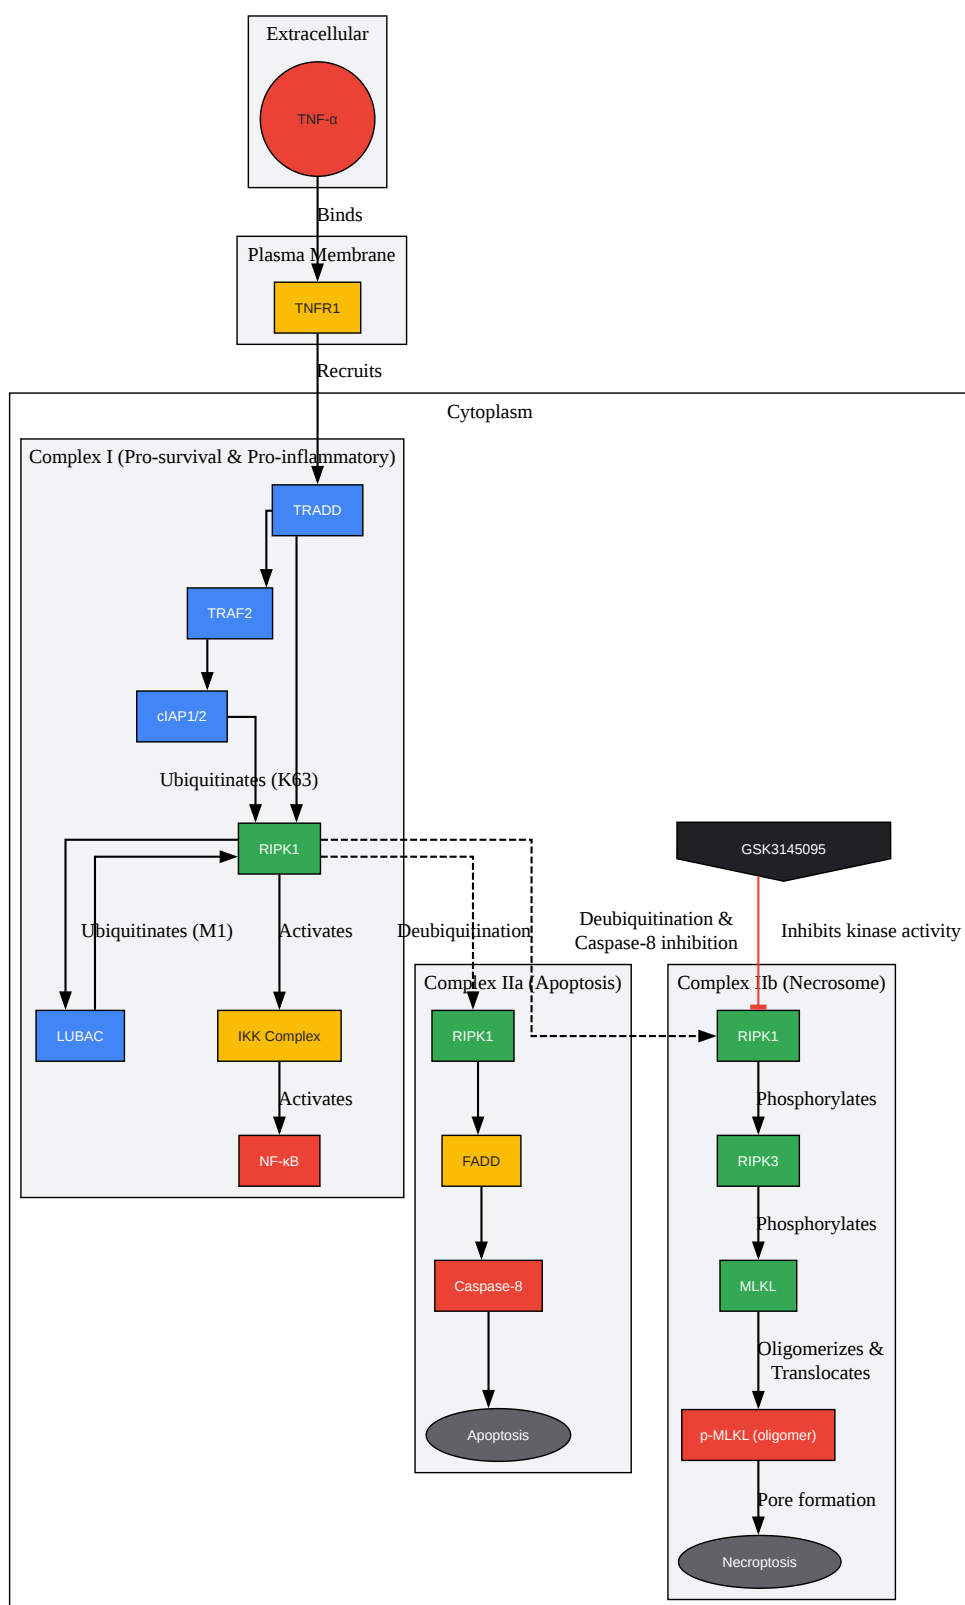 Extracellular
TNF-α
Binds
Plasma Membrane
TNFR1
Recruits
Cytoplasm
Complex I (Pro-survival & Pro-inflammatory)
TRADD
TRAF2
cIAP1/2
Ubiquitinates (K63)
RIPK1
GSK3145095
Ubiquitinates (M1)
Activates
Deubiquitination
Deubiquitination &
Caspase-8 inhibition
Inhibits kinase activity
Complex IIa (Apoptosis)
Complex IIb (Necrosome)
LUBAC
IKK Complex
RIPK1
RIPK1
Activates
Phosphorylates
NF-κB
FADD
RIPK3
Phosphorylates
Caspase-8
MLKL
Oligomerizes &
Translocates
Apoptosis
p-MLKL (oligomer)
Pore formation
Necroptosis